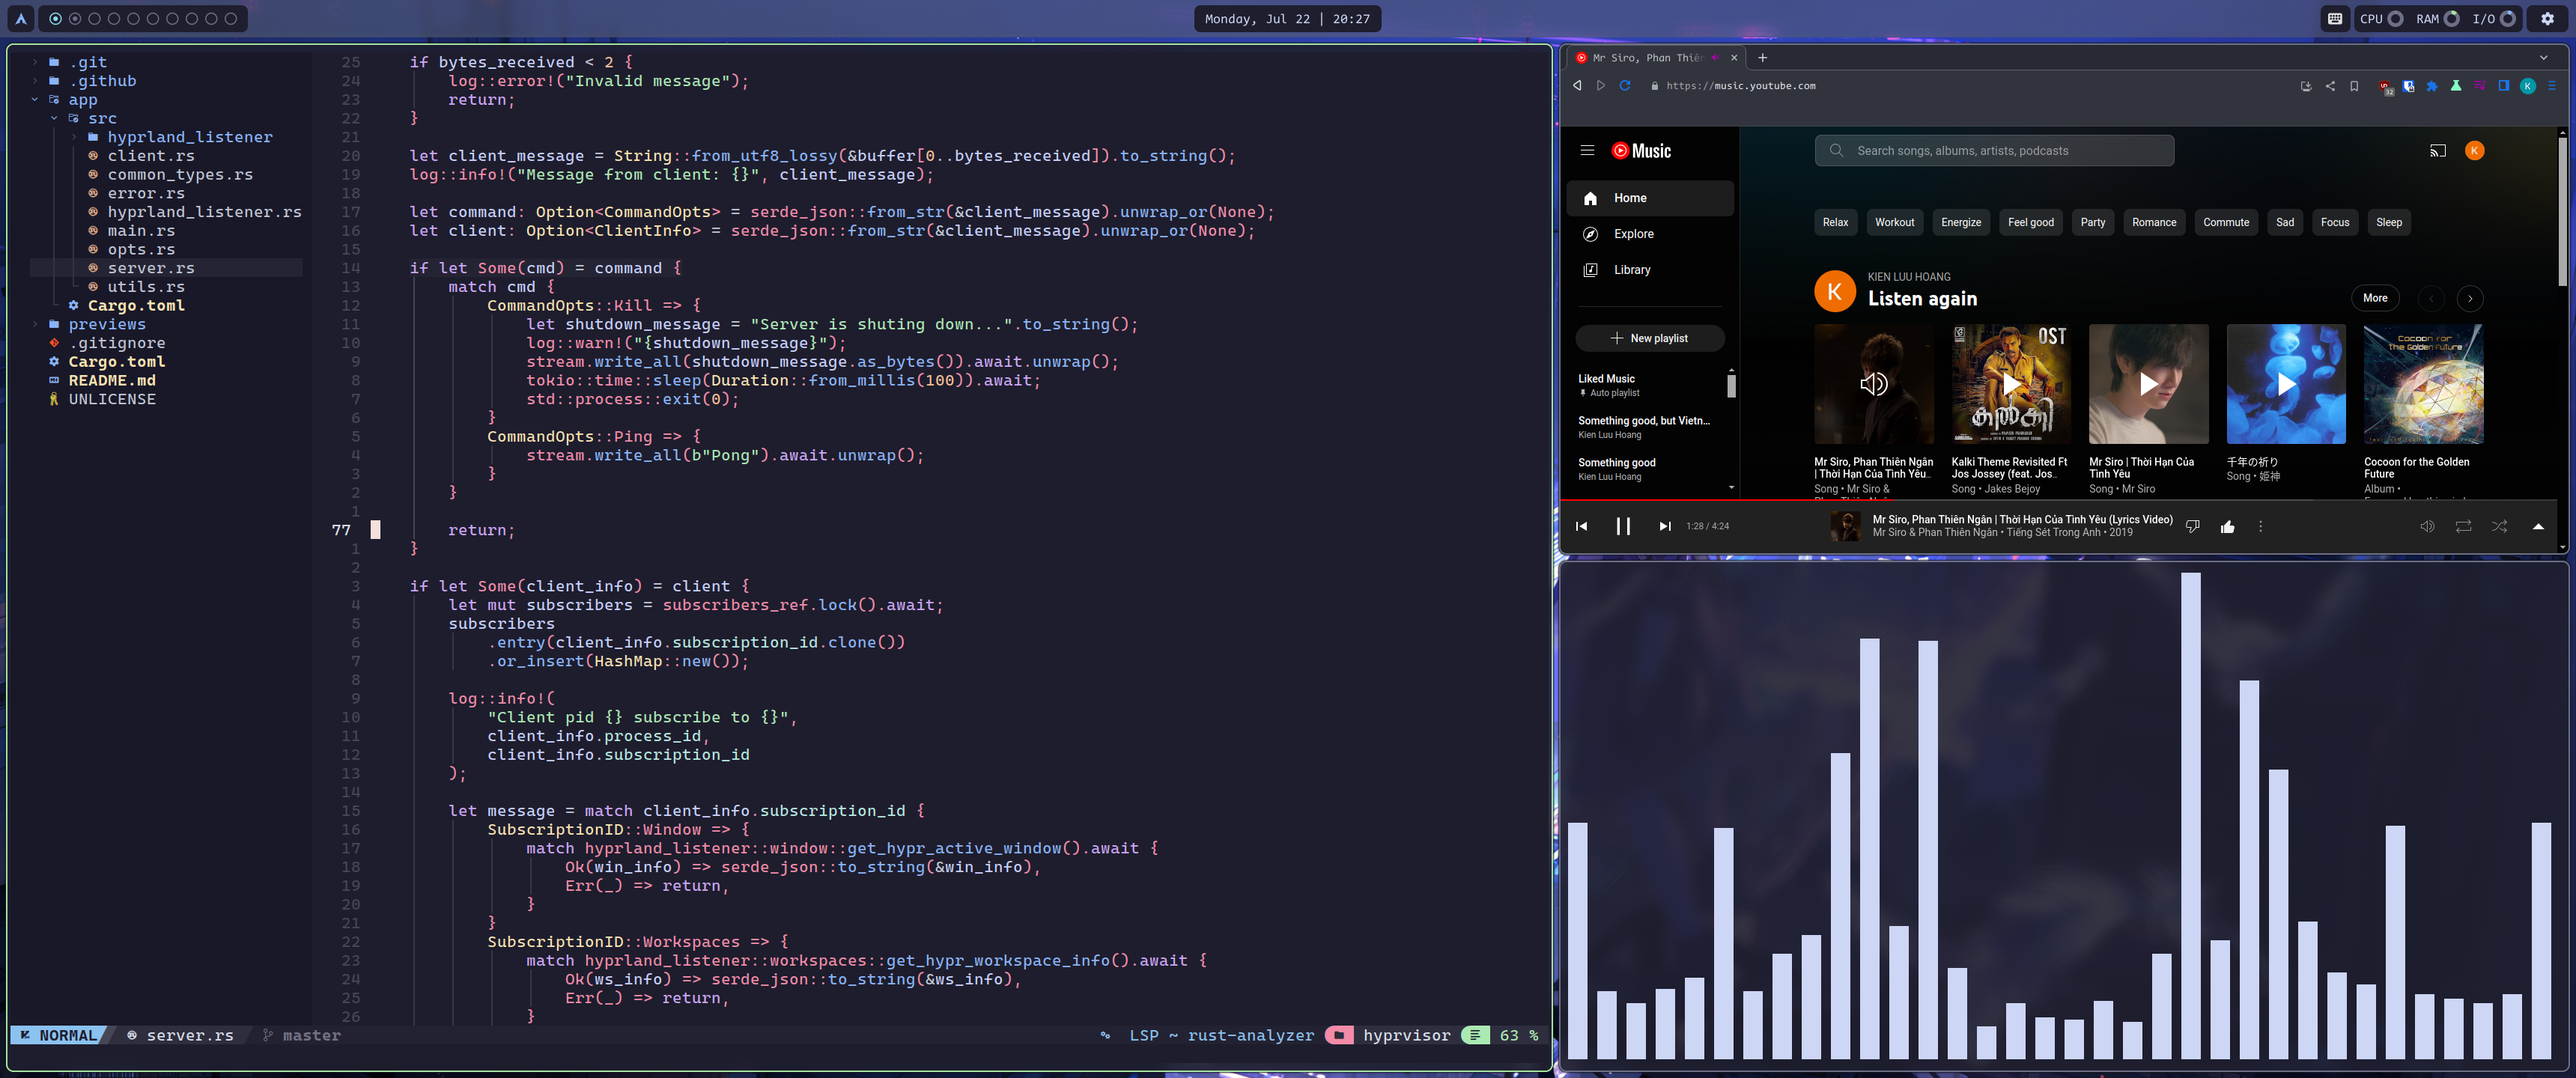 Monday, Jul 22 | 20:27
CPU
RAM
I/O
.git
.github
app
src
hyprland_listener
client.rs
common_types.rs
error.rs
hyprland_listener.rs
main.rs
opts.rs
server.rs
utils.rs
Cargo.toml
previews
.gitignore
Cargo.toml
README.md
UNLICENSE
25 if bytes_received < 2 {
24 log::error!("Invalid message");
23 return;
22 }
21
20 let client_message = String::from_utf8_lossy(&buffer[0..bytes_received]).to_string();
19 log::info!("Message from client: {}", client_message);
18
17 let command: Option<CommandOpts> = serde_json::from_str(&client_message).unwrap_or(None);
16 let client: Option<ClientInfo> = serde_json::from_str(&client_message).unwrap_or(None);
15
14 if let Some(cmd) = command {
13 match cmd {
12 CommandOpts::Kill => {
11 let shutdown_message = "Server is shuting down...".to_string();
10 log::warn!("{shutdown_message}");
9 stream.write_all(shutdown_message.as_bytes()).await.unwrap();
8 tokio::time::sleep(Duration::from_millis(100)).await;
7 std::process::exit(0);
6 }
5 CommandOpts::Ping => {
4 stream.write_all(b"Pong").await.unwrap();
3 }
2 }
1
77 return;
1 }
2
3 if let Some(client_info) = client {
4 let mut subscribers = subscribers_ref.lock().await;
5 subscribers
6 .entry(client_info.subscription_id.clone())
7 .or_insert(HashMap::new());
8
9 log::info!(
10 "Client pid {} subscribe to {}",
11 client_info.process_id,
12 client_info.subscription_id
13 );
14
15 let message = match client_info.subscription_id {
16 SubscriptionID::Window => {
17 match hyprland_listener::window::get_hypr_active_window().await {
18 Ok(win_info) => serde_json::to_string(&win_info),
19 Err(_) => return,
20 }
21 }
22 SubscriptionID::Workspaces => {
23 match hyprland_listener::workspaces::get_hypr_workspace_info().await {
24 Ok(ws_info) => serde_json::to_string(&ws_info),
25 Err(_) => return,
26 }
NORMAL server.rs master
LSP ~ rust-analyzer hyprvisor 63 %
Mr Siro, Phan Thiên
https://music.youtube.com
32
K
Music
Search songs, albums, artists, podcasts
K
Home
Explore
Library
New playlist
Liked Music
Auto playlist
Something good, but Vietn...
Kien Luu Hoang
Something good
Kien Luu Hoang
Relax Workout Energize Feel good Party Romance Commute Sad Focus Sleep
K
KIEN LUU HOANG
Listen again
More
OST
കൽക്കി
Cocoon for
the Golden Future
Mr Siro, Phan Thiên Ngân
| Thời Hạn Của Tình Yêu...
Song • Mr Siro &
Kalki Theme Revisited Ft
Jos Jossey (feat. Jos...
Song • Jakes Bejoy
Mr Siro | Thời Hạn Của
Tình Yêu
Song • Mr Siro
千年の祈り
Song • 姫神
Cocoon for the Golden
Future
Album •
1:28 / 4:24
Mr Siro, Phan Thiên Ngân | Thời Hạn Của Tình Yêu (Lyrics Video)
Mr Siro & Phan Thiên Ngân • Tiếng Sét Trong Anh • 2019